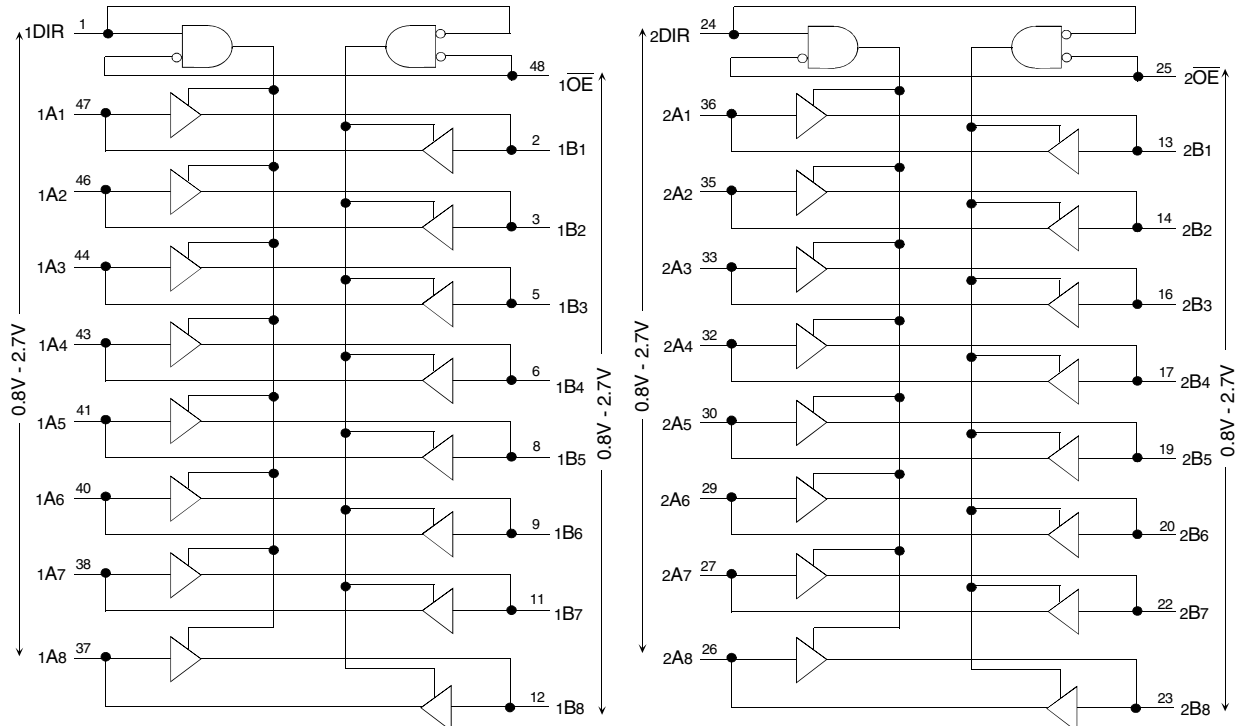 1DIR 1
48 1OE
1A1 47
2 1B1
1A2 46
3 1B2
1A3 44
5 1B3
1A4 43
6 1B4
1A5 41
8 1B5
1A6 40
9 1B6
1A7 38
11 1B7
1A8 37
12 1B8
0.8V - 2.7V
0.8V - 2.7V
2DIR 24
25 2OE
2A1 36
13 2B1
2A2 35
14 2B2
2A3 33
16 2B3
2A4 32
17 2B4
2A5 30
19 2B5
2A6 29
20 2B6
2A7 27
22 2B7
2A8 26
23 2B8
0.8V - 2.7V
0.8V - 2.7V